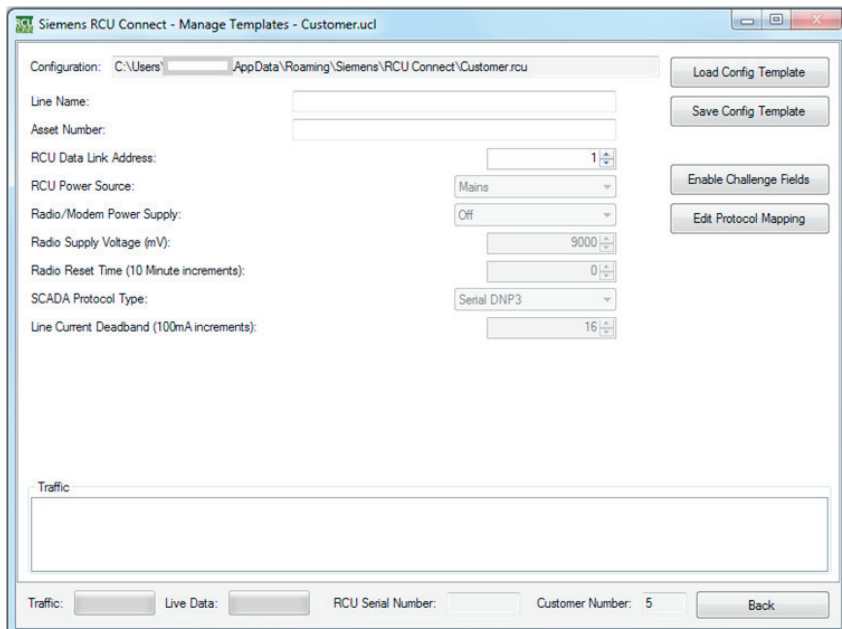 Siemens RCU Connect - Manage Templates - Customer.ucl
Configuration: C:\Users\ AppData\Roaming\Siemens\RCU Connect\Customer.rcu
Load Config Template
Line Name:
Save Config Template
Asset Number:
RCU Data Link Address: 1
RCU Power Source: Mains
Enable Challenge Fields
Radio/Modem Power Supply: Off
Edit Protocol Mapping
Radio Supply Voltage (mV): 9000
Radio Reset Time (10 Minute increments): 0
SCADA Protocol Type: Serial DNP3
Line Current Deadband (100mA increments): 16
Traffic
Traffic: Live Data: RCU Serial Number: Customer Number: 5 Back